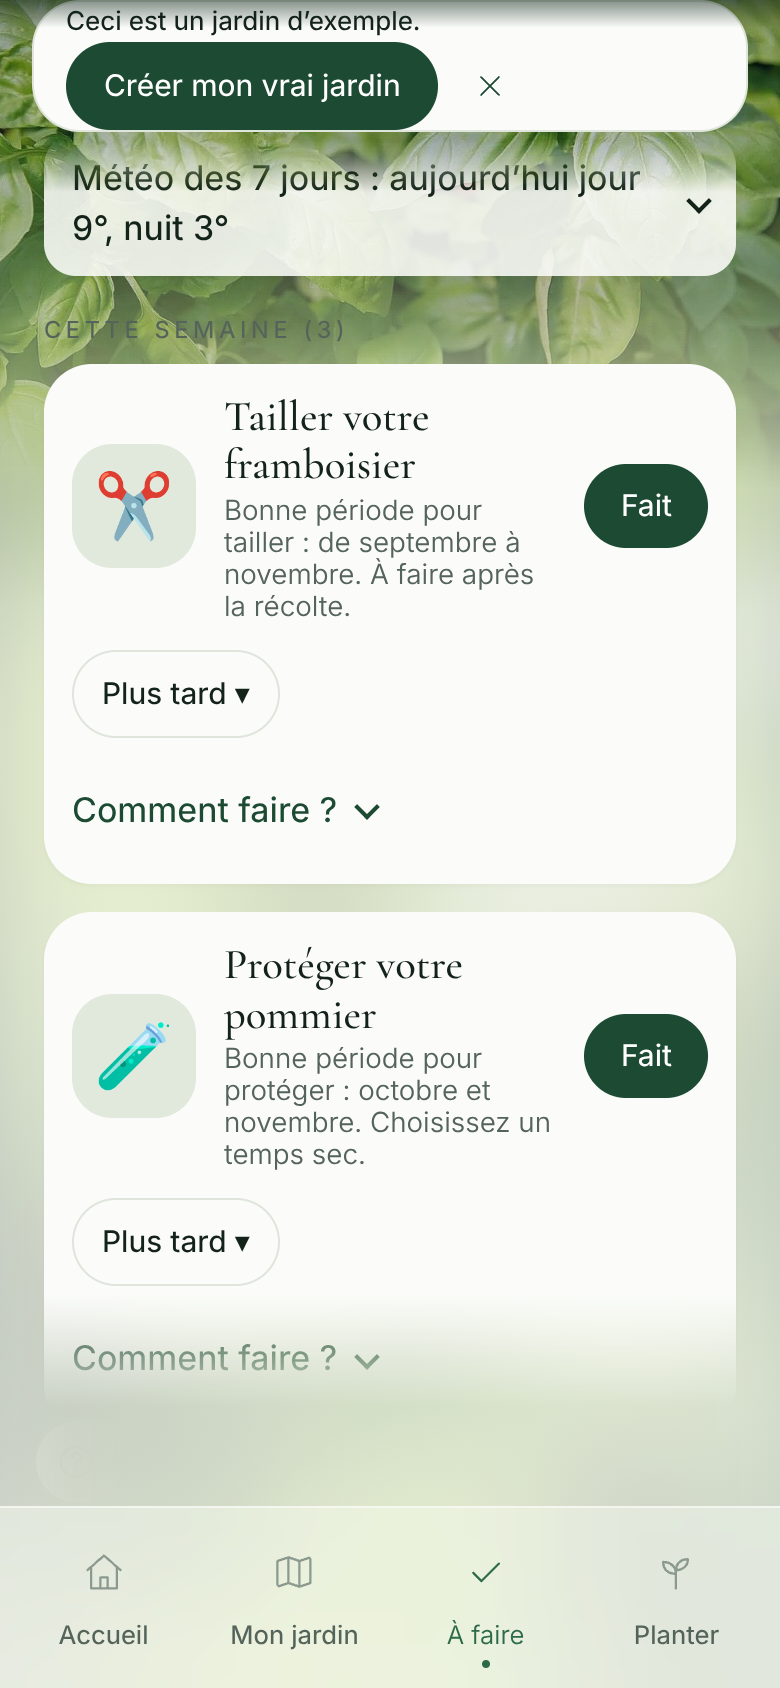 Ceci est un jardin d’exemple.
Créer mon vrai jardin
Météo des 7 jours : aujourd’hui jour
9°, nuit 3°
CETTE SEMAINE (3)
Tailler votre
framboisier
Bonne période pour
tailler : de septembre à
novembre. À faire après
la récolte.
Fait
Plus tard ▾
Comment faire ?
Protéger votre
pommier
Bonne période pour
protéger : octobre et
novembre. Choisissez un
temps sec.
Fait
Plus tard ▾
Comment faire ?
Accueil
Mon jardin
À faire
Planter